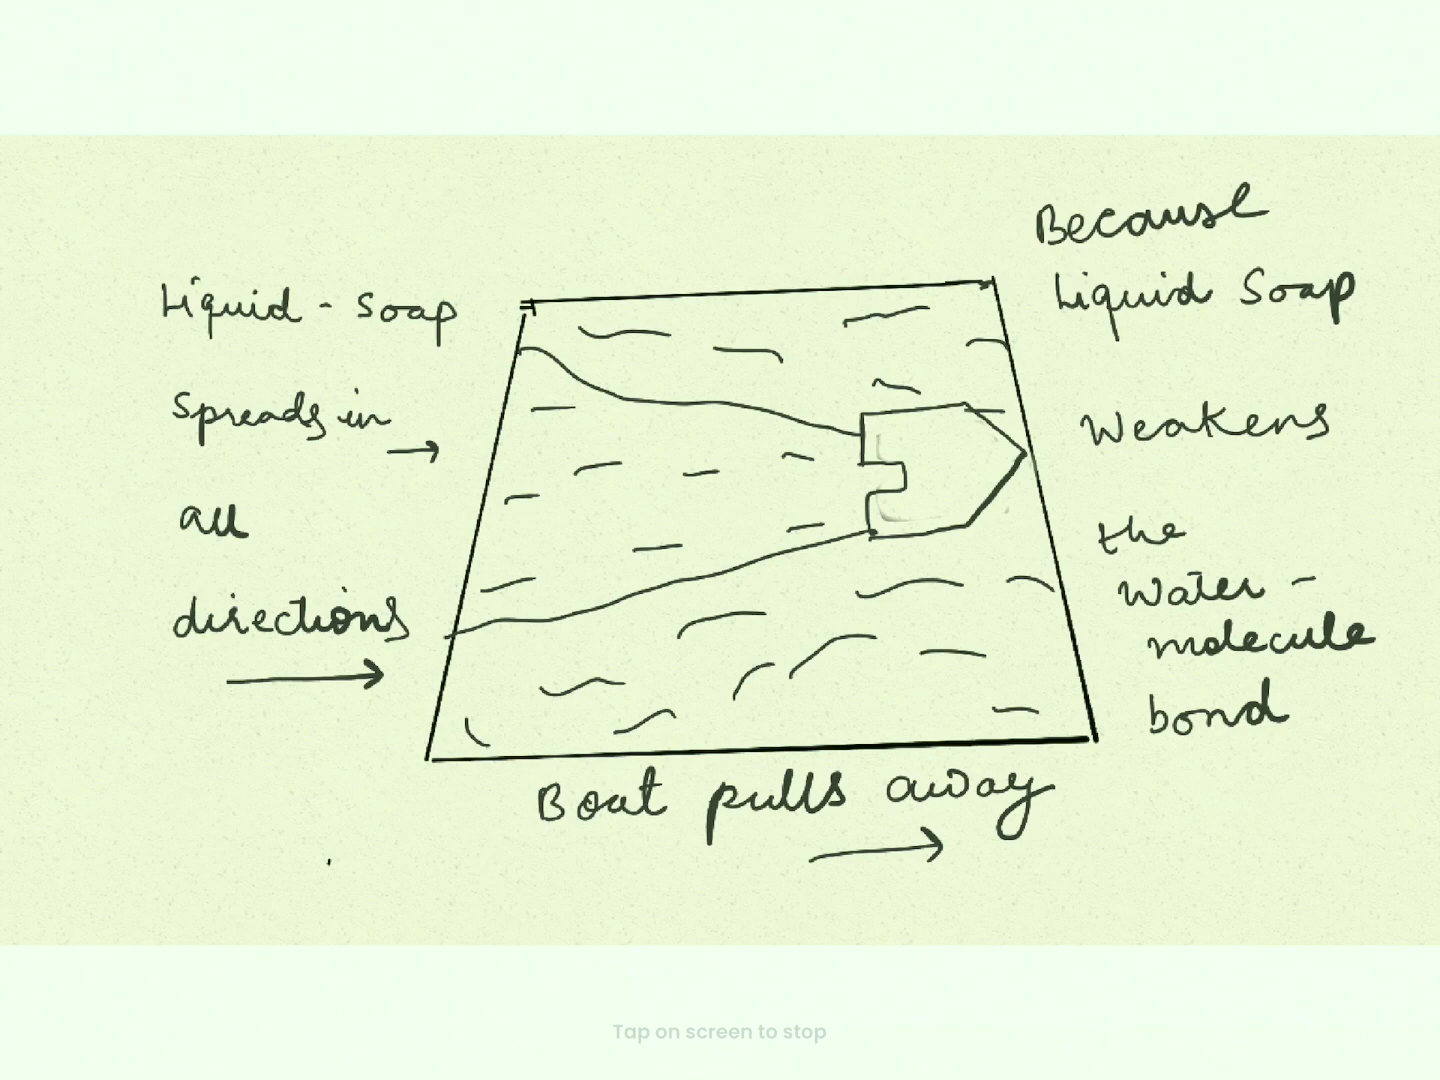 Liquid - Soap
Spreads in
all
directions
Because
Liquid Soap
Weakens
the
Water -
molecule
bond
Boat pulls away
Tap on screen to stop